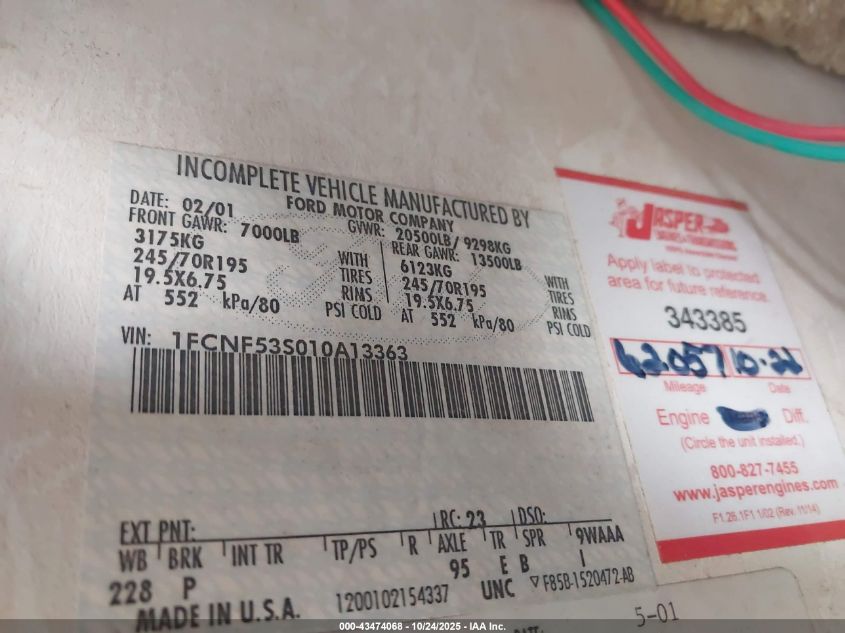 INCOMPLETE VEHICLE MANUFACTURED BY
FORD MOTOR COMPANY
DATE: 02/01 GVWR: 20500LB/ 9298KG
FRONT GAWR: 7000LB REAR GAWR: 13500LB
3175KG WITH 6123KG WITH
245/70R195 TIRES 245/70R195 TIRES
19.5X6.75 RIMS 19.5X6.75 RIMS
AT 552 kPa/80 PSI COLD AT 552 kPa/80 PSI COLD
VIN: 1FCNF53S010A13363
EXT PNT: RC: 23 DSO:
WB BRK INT TR TP/PS R AXLE TR SPR 9WAAA
228 P 95 E B I
MADE IN U.S.A. 1200102154337 UNC ▽F85B-1520472-AB
5-01
JASPER
ENGINES & TRANSMISSIONS
Apply label to protected
area for future reference.
343385
62057 10-22
Mileage Date
Engine Diff.
(Circle the unit installed.)
800-827-7455
www.jasperengines.com
F1.26.1F1 1/02 (Rev. 11/14)
000-43474068 - 10/24/2025 - IAA Inc.